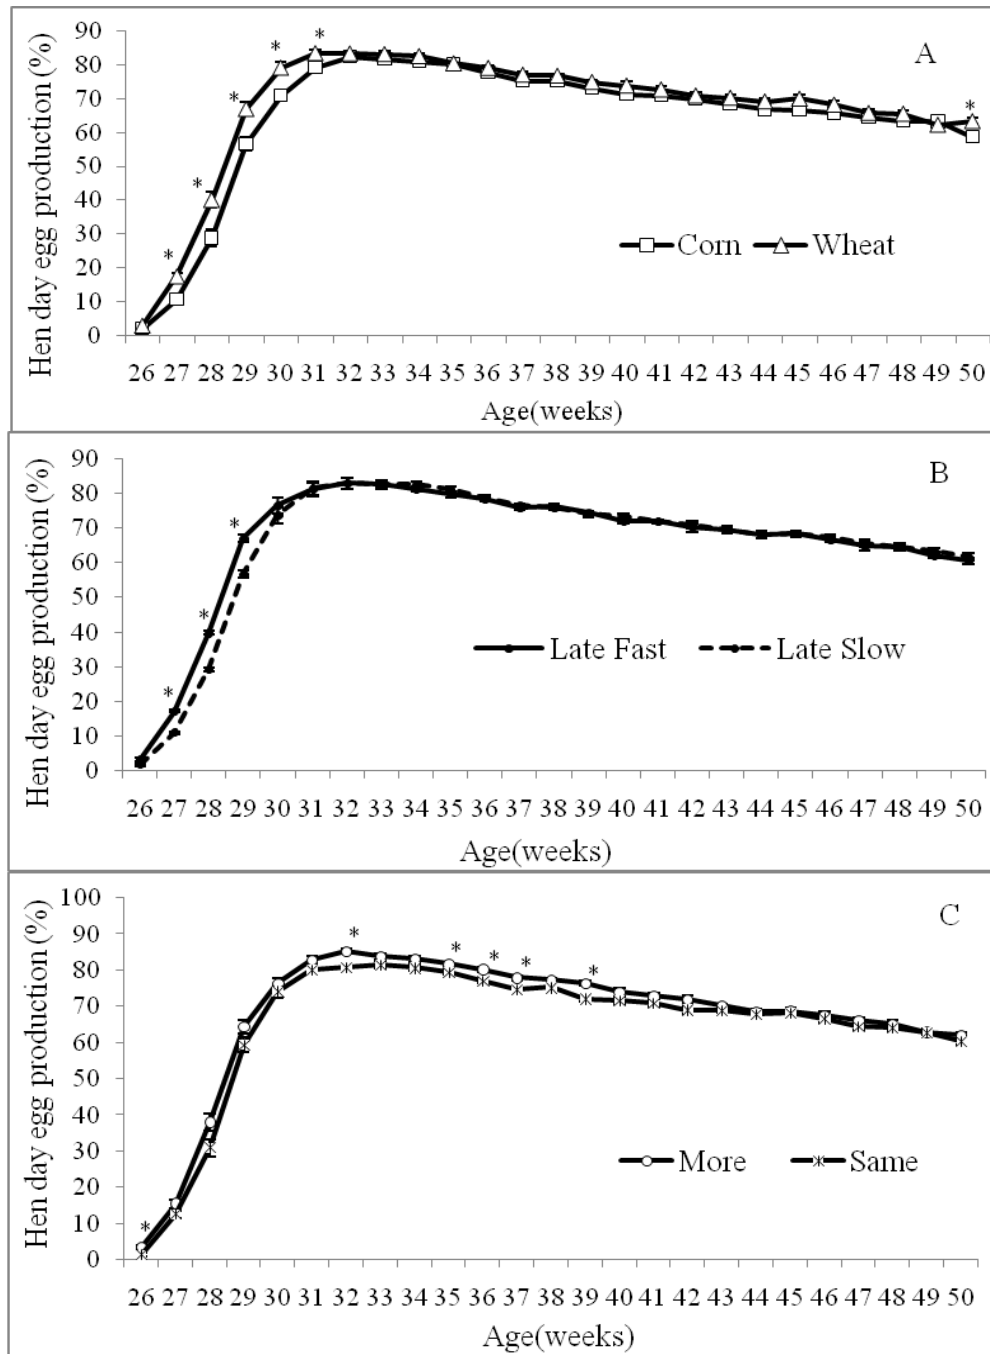 A
Hen day egg production (%)
90
80
70
60
50
40
30
20
10
0
* * * * * * *
Corn Wheat
26 27 28 29 30 31 32 33 34 35 36 37 38 39 40 41 42 43 44 45 46 47 48 49 50
Age(weeks)
B
Hen day egg production (%)
90
80
70
60
50
40
30
20
10
0
* * *
Late Fast Late Slow
26 27 28 29 30 31 32 33 34 35 36 37 38 39 40 41 42 43 44 45 46 47 48 49 50
Age(weeks)
C
Hen day egg production (%)
100
90
80
70
60
50
40
30
20
10
0
* * * * * *
More Same
26 27 28 29 30 31 32 33 34 35 36 37 38 39 40 41 42 43 44 45 46 47 48 49 50
Age(weeks)